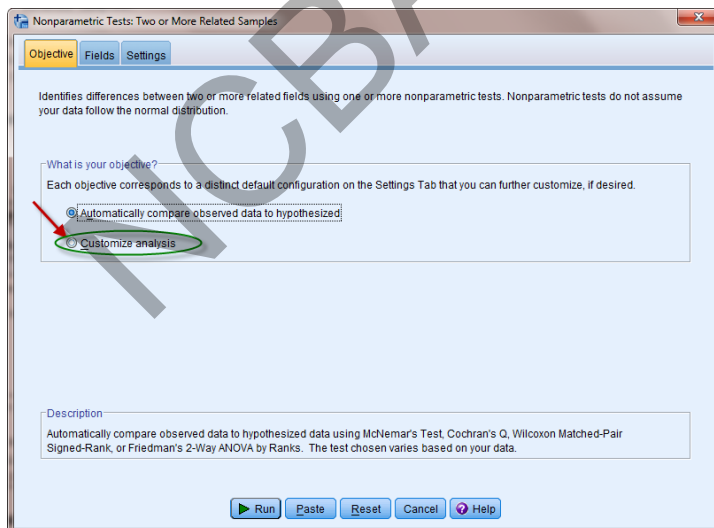 Nonparametric Tests: Two or More Related Samples
Objective Fields Settings
Identifies differences between two or more related fields using one or more nonparametric tests. Nonparametric tests do not assume
your data follow the normal distribution.
What is your objective?
Each objective corresponds to a distinct default configuration on the Settings Tab that you can further customize, if desired.
Automatically compare observed data to hypothesized
Customize analysis
Description
Automatically compare observed data to hypothesized data using McNemar's Test, Cochran's Q, Wilcoxon Matched-Pair
Signed-Rank, or Friedman's 2-Way ANOVA by Ranks. The test chosen varies based on your data.
Run Paste Reset Cancel Help
NCBA